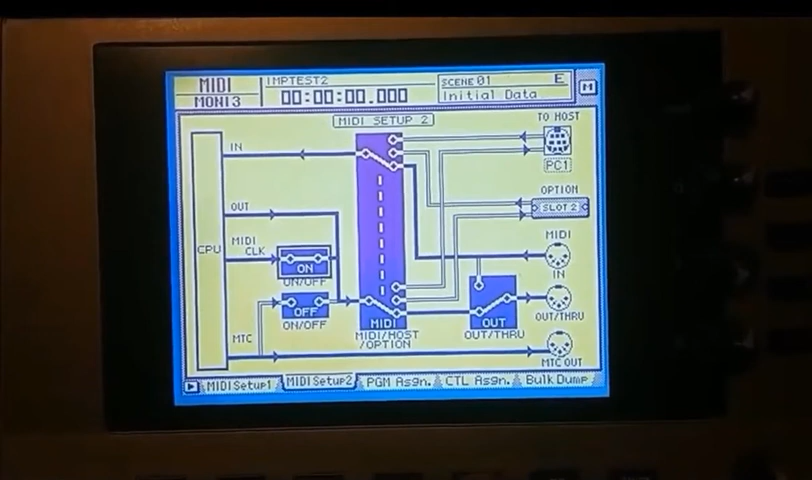 MIDI
MONI3
IMPTEST2
00:00:00.000
SCENE 01
E
Initial Data
M
MIDI SETUP 2
TO HOST
IN
PC1
OPTION
OUT
SLOT 2
MIDI
CLK
MIDI
CPU
ON
ON/OFF
IN
OFF
ON/OFF
MIDI
MIDI/HOST
/OPTION
OUT
OUT/THRU
OUT/THRU
MTC
MTC OUT
MIDI Setup1
MIDI Setup2
PGM Asgn.
CTL Asgn.
Bulk Dump